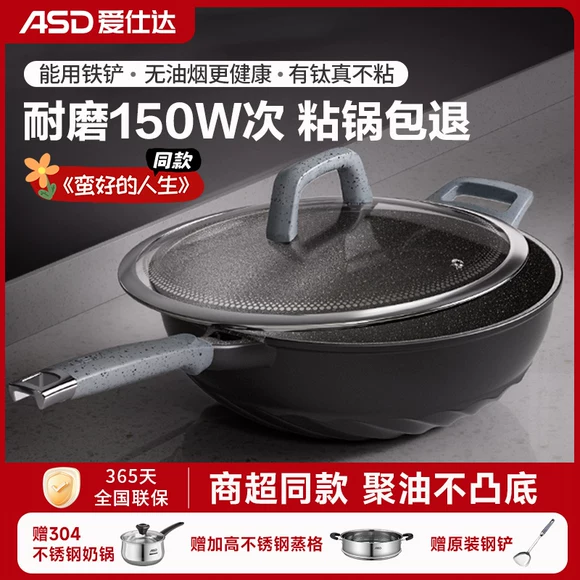 ASD爱仕达
能用铁铲·无油烟更健康·有钛真不粘
耐磨150W次 粘锅包退
同款
《蛮好的人生》
365天
全国联保
商超同款 聚油不凸底
赠304
不锈钢奶锅
赠加高不锈钢蒸格
赠原装钢铲